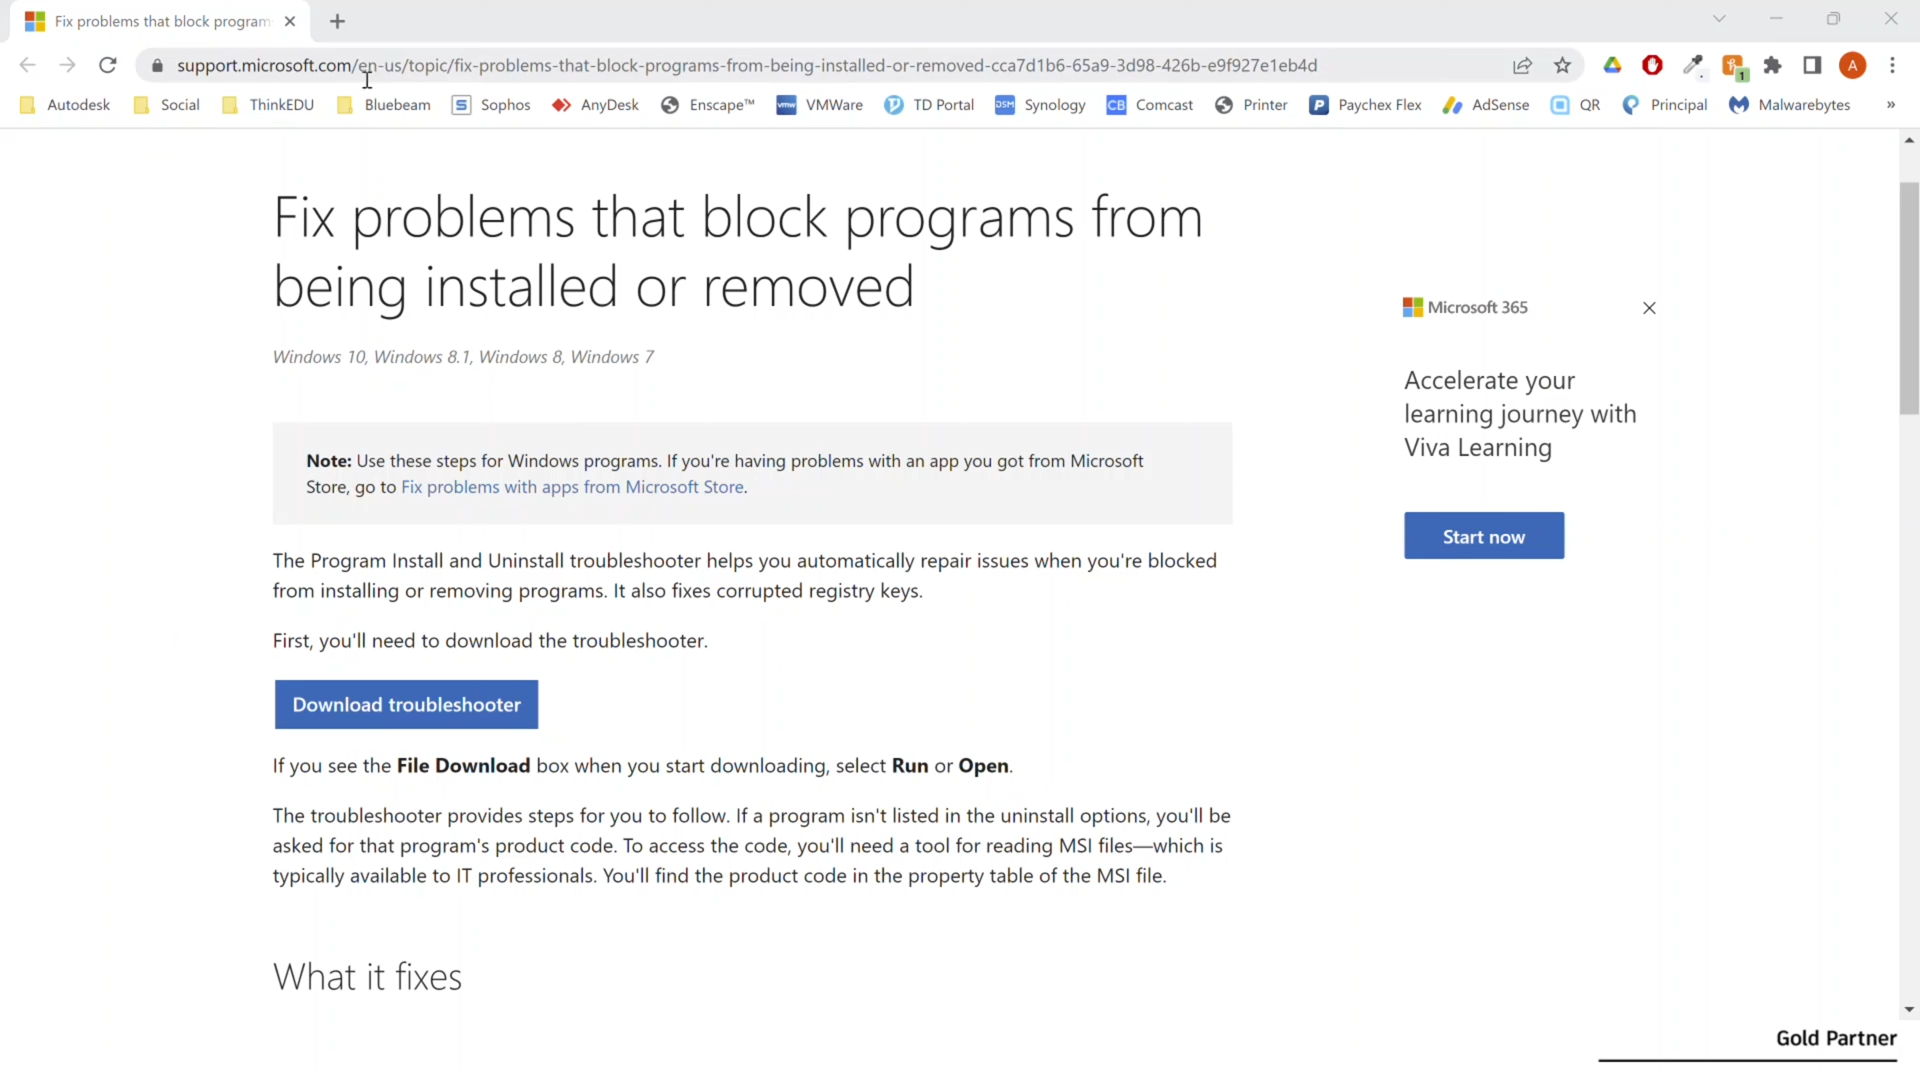 Fix problems that block program
support.microsoft.com/en-us/topic/fix-problems-that-block-programs-from-being-installed-or-removed-cca7d1b6-65a9-3d98-426b-e9f927e1eb4d
1
A
Autodesk Social ThinkEDU Bluebeam S Sophos AnyDesk Enscape™ vmw VMWare TD Portal DSM Synology CB Comcast Printer P Paychex Flex AdSense QR Principal Malwarebytes »
Fix problems that block programs from
being installed or removed
Windows 10, Windows 8.1, Windows 8, Windows 7
Note: Use these steps for Windows programs. If you're having problems with an app you got from Microsoft
Store, go to Fix problems with apps from Microsoft Store.
The Program Install and Uninstall troubleshooter helps you automatically repair issues when you're blocked
from installing or removing programs. It also fixes corrupted registry keys.
First, you'll need to download the troubleshooter.
Download troubleshooter
If you see the File Download box when you start downloading, select Run or Open.
The troubleshooter provides steps for you to follow. If a program isn't listed in the uninstall options, you'll be
asked for that program's product code. To access the code, you'll need a tool for reading MSI files—which is
typically available to IT professionals. You'll find the product code in the property table of the MSI file.
What it fixes
Microsoft 365
Accelerate your
learning journey with
Viva Learning
Start now
Gold Partner